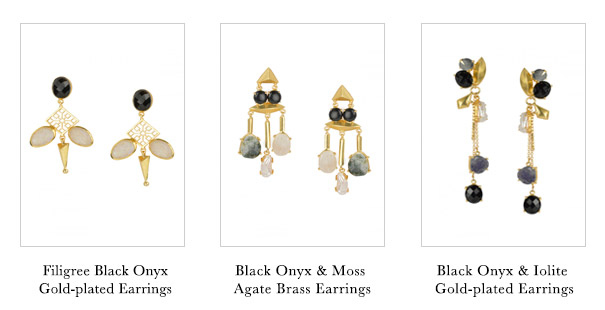 Filigree Black Onyx
Gold-plated Earrings
Black Onyx & Moss
Agate Brass Earrings
Black Onyx & Iolite
Gold-plated Earrings